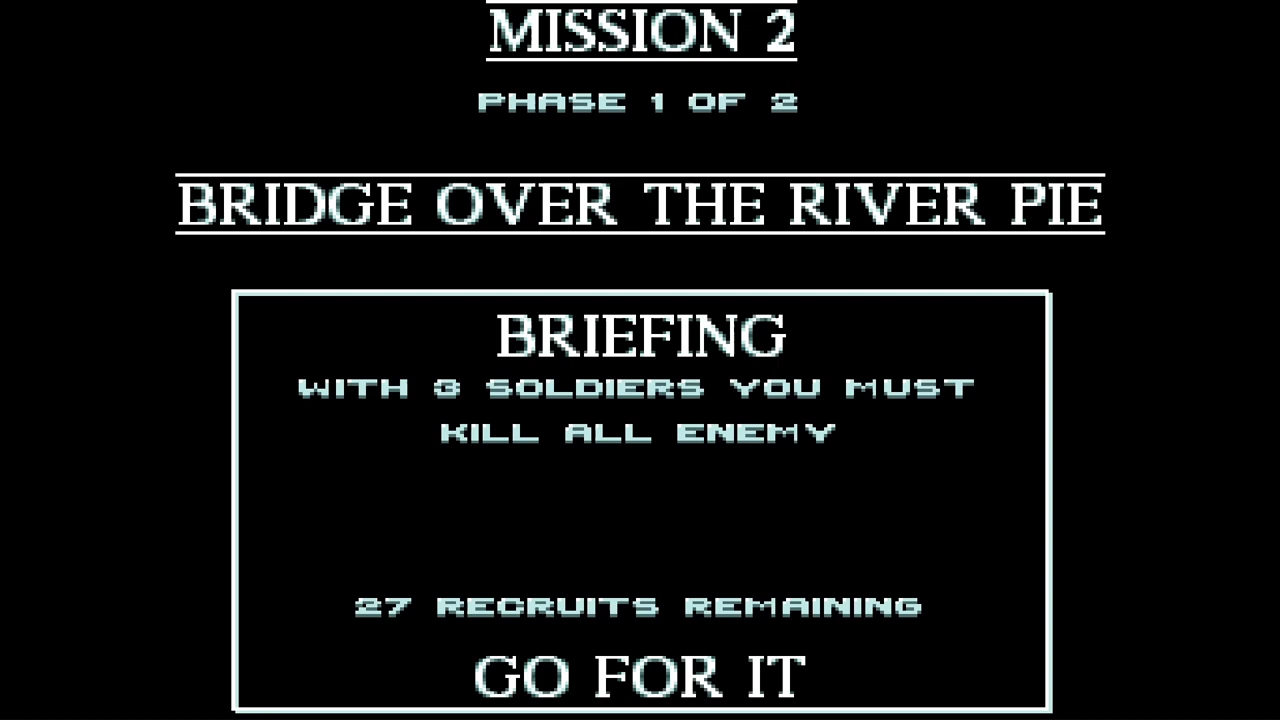 MISSION 2
PHASE 1 OF 2
BRIDGE OVER THE RIVER PIE
BRIEFING
WITH 3 SOLDIERS YOU MUST
KILL ALL ENEMY
27 RECRUITS REMAINING
GO FOR IT